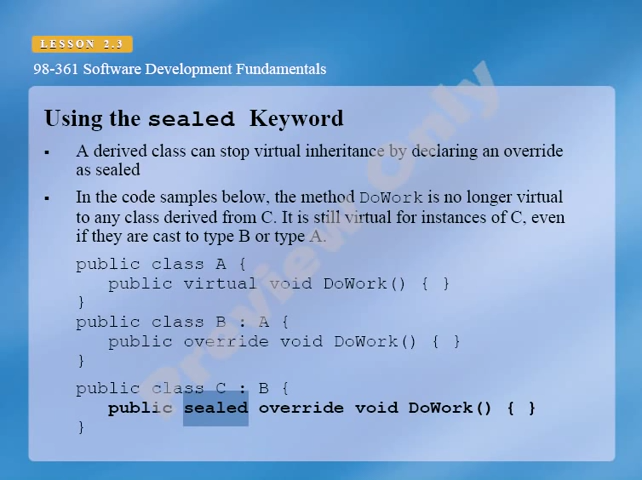 LESSON 2.3
98-361 Software Development Fundamentals
Using the sealed Keyword
▪ A derived class can stop virtual inheritance by declaring an override
as sealed
▪ In the code samples below, the method DoWork is no longer virtual
to any class derived from C. It is still virtual for instances of C, even
if they are cast to type B or type A.
public class A {
public virtual void DoWork() { }
}
public class B : A {
public override void DoWork() { }
}
public class C : B {
public sealed override void DoWork() { }
}
Preview Only